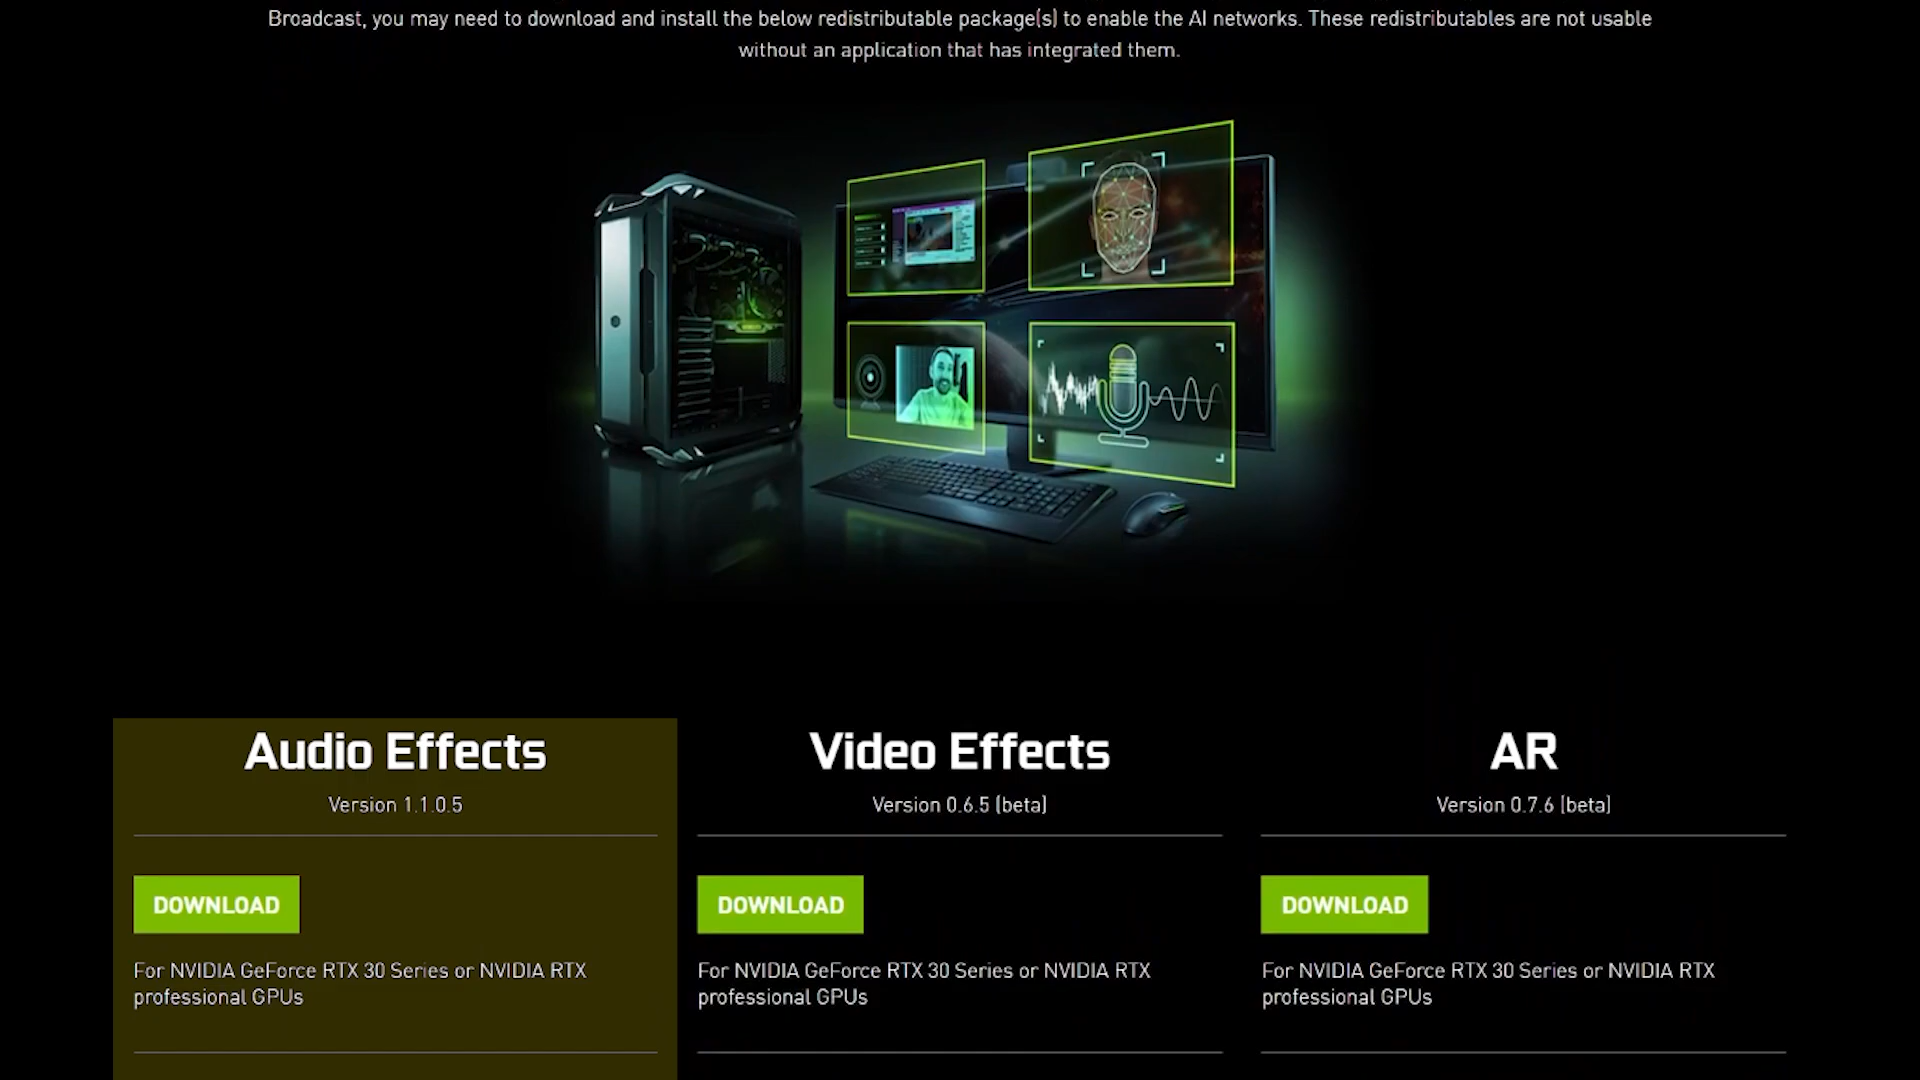 Broadcast, you may need to download and install the below redistributable package(s) to enable the AI networks. These redistributables are not usable
without an application that has integrated them.
Audio Effects
Version 1.1.0.5
DOWNLOAD
For NVIDIA GeForce RTX 30 Series or NVIDIA RTX
professional GPUs
Video Effects
Version 0.6.5 (beta)
DOWNLOAD
For NVIDIA GeForce RTX 30 Series or NVIDIA RTX
professional GPUs
AR
Version 0.7.6 (beta)
DOWNLOAD
For NVIDIA GeForce RTX 30 Series or NVIDIA RTX
professional GPUs